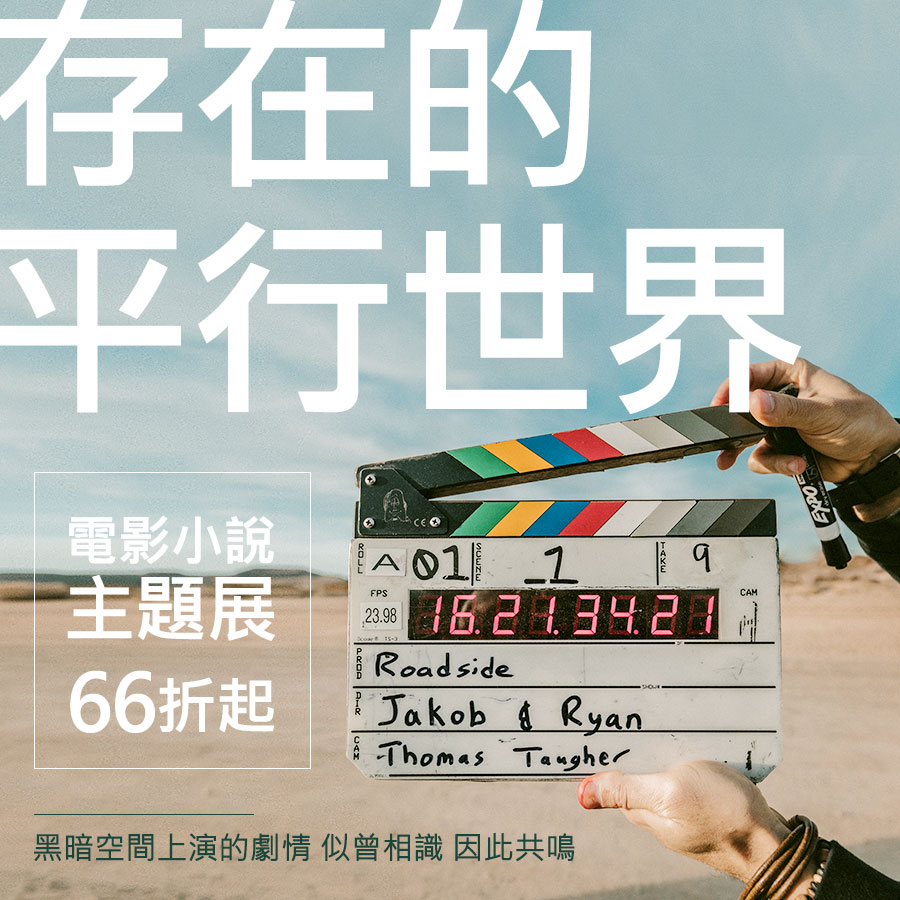 存在的
平行世界
電影小說
主題展
66折起
ROLL A 01 SCENE 1 TAKE 9
FPS CAM
23.98 16.21.34.21
PROD Roadside
DIR Jakob & Ryan
CAM Thomas Taugher
EXPO
CE
黑暗空間上演的劇情 似曾相識 因此共鳴